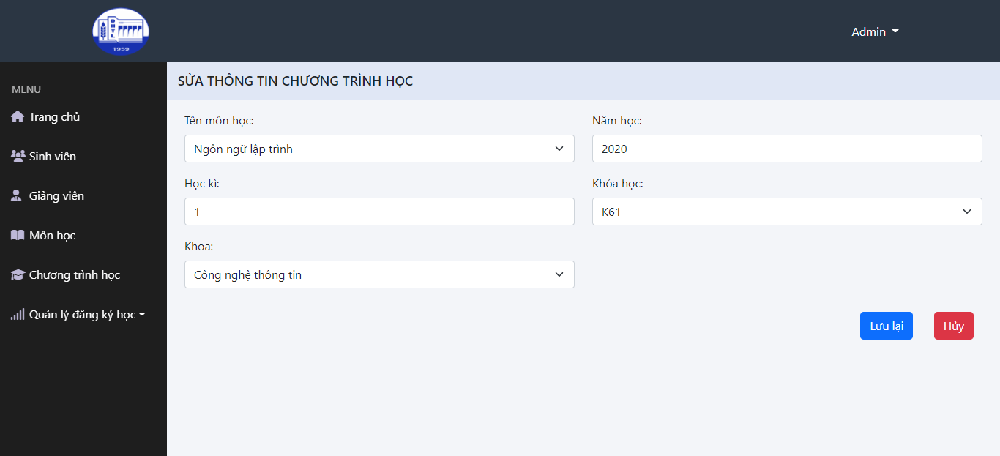 ĐHVL
1959
Admin
MENU
Trang chủ
Sinh viên
Giảng viên
Môn học
Chương trình học
Quản lý đăng ký học
SỬA THÔNG TIN CHƯƠNG TRÌNH HỌC
Tên môn học:
Năm học:
Ngôn ngữ lập trình
2020
Học kì:
Khóa học:
1
K61
Khoa:
Công nghệ thông tin
Lưu lại
Hủy